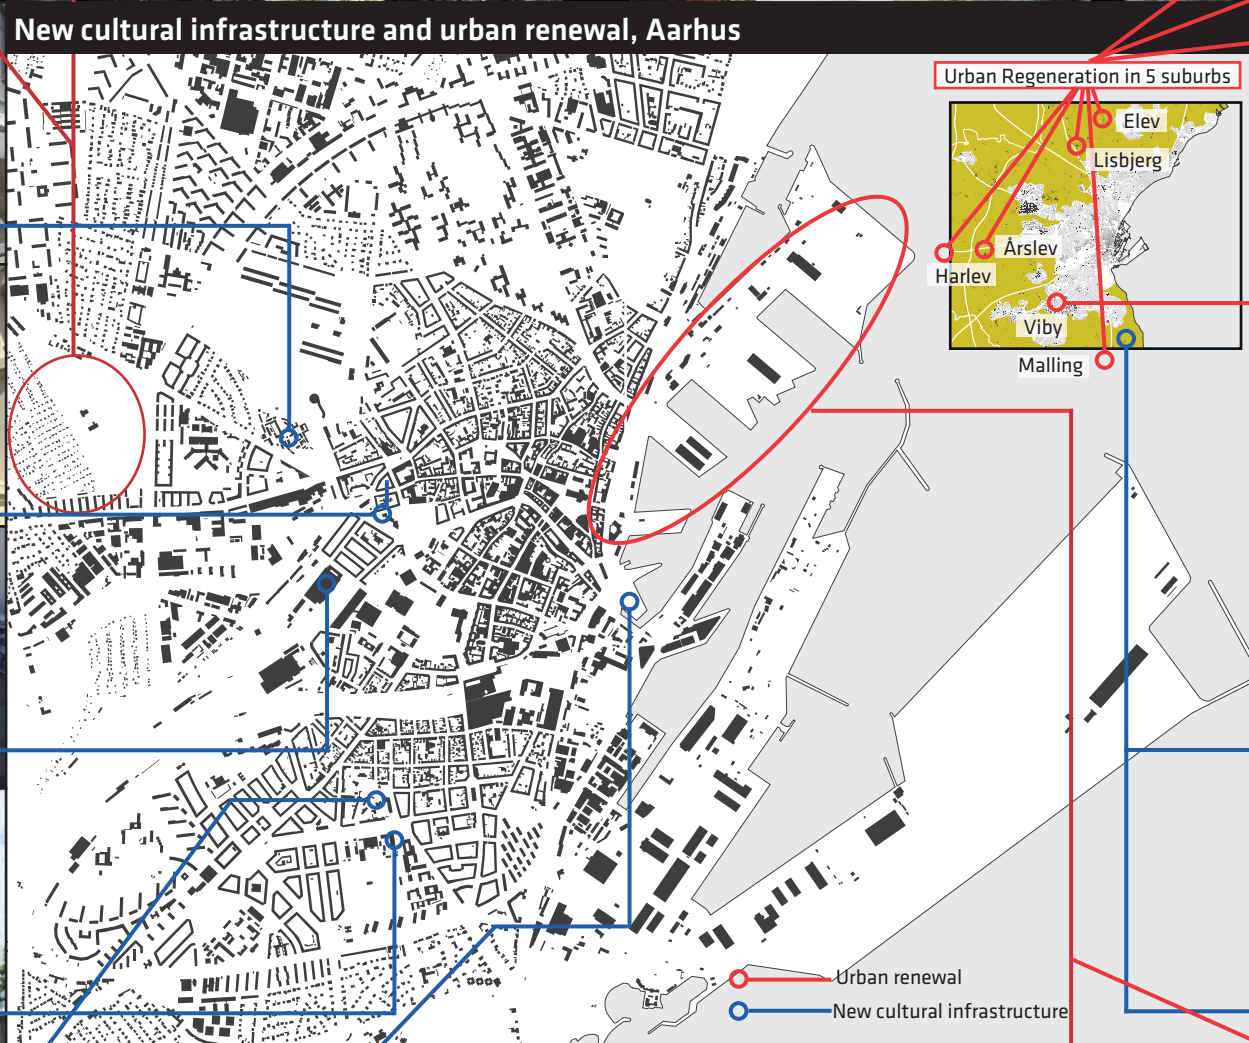 New cultural infrastructure and urban renewal, Aarhus
Urban Regeneration in 5 suburbs
Elev
Lisbjerg
Årslev
Harlev
Viby
Malling
Urban renewal
New cultural infrastructure